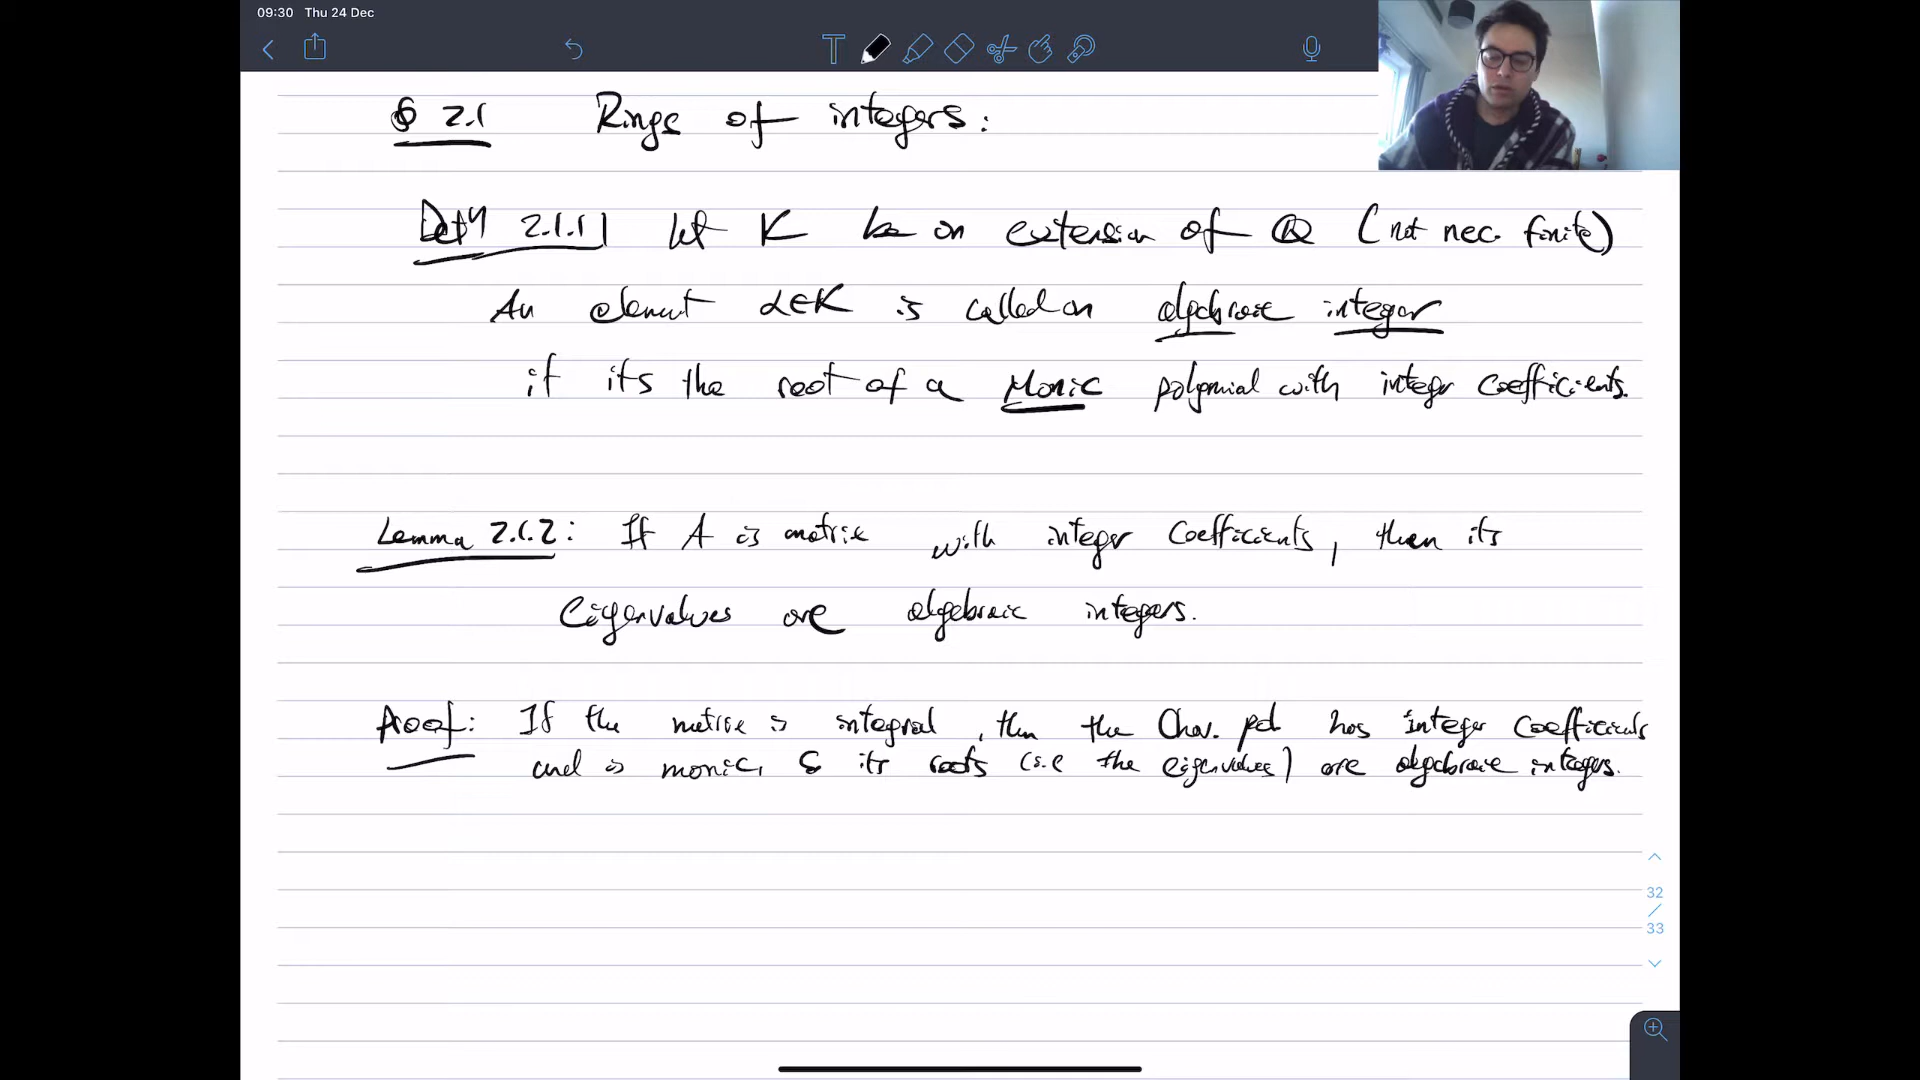 09:30 Thu 24 Dec
§ 2.1 Rings of integers:
Defn 2.1.1 let K be an extension of Q (not nec. finite)
An element α∈K is called an algebraic integer
if its the root of a Monic polynomial with integer coefficients.
Lemma 2.1.2: If A is matrix with integer coefficients, then its
eigenvalues are algebraic integers.
Proof: If the matrix is integral, then the Char. pol has integer coefficients
and is monic, & its roots (i.e the eigenvalues) are algebraic integers.
32
/
33